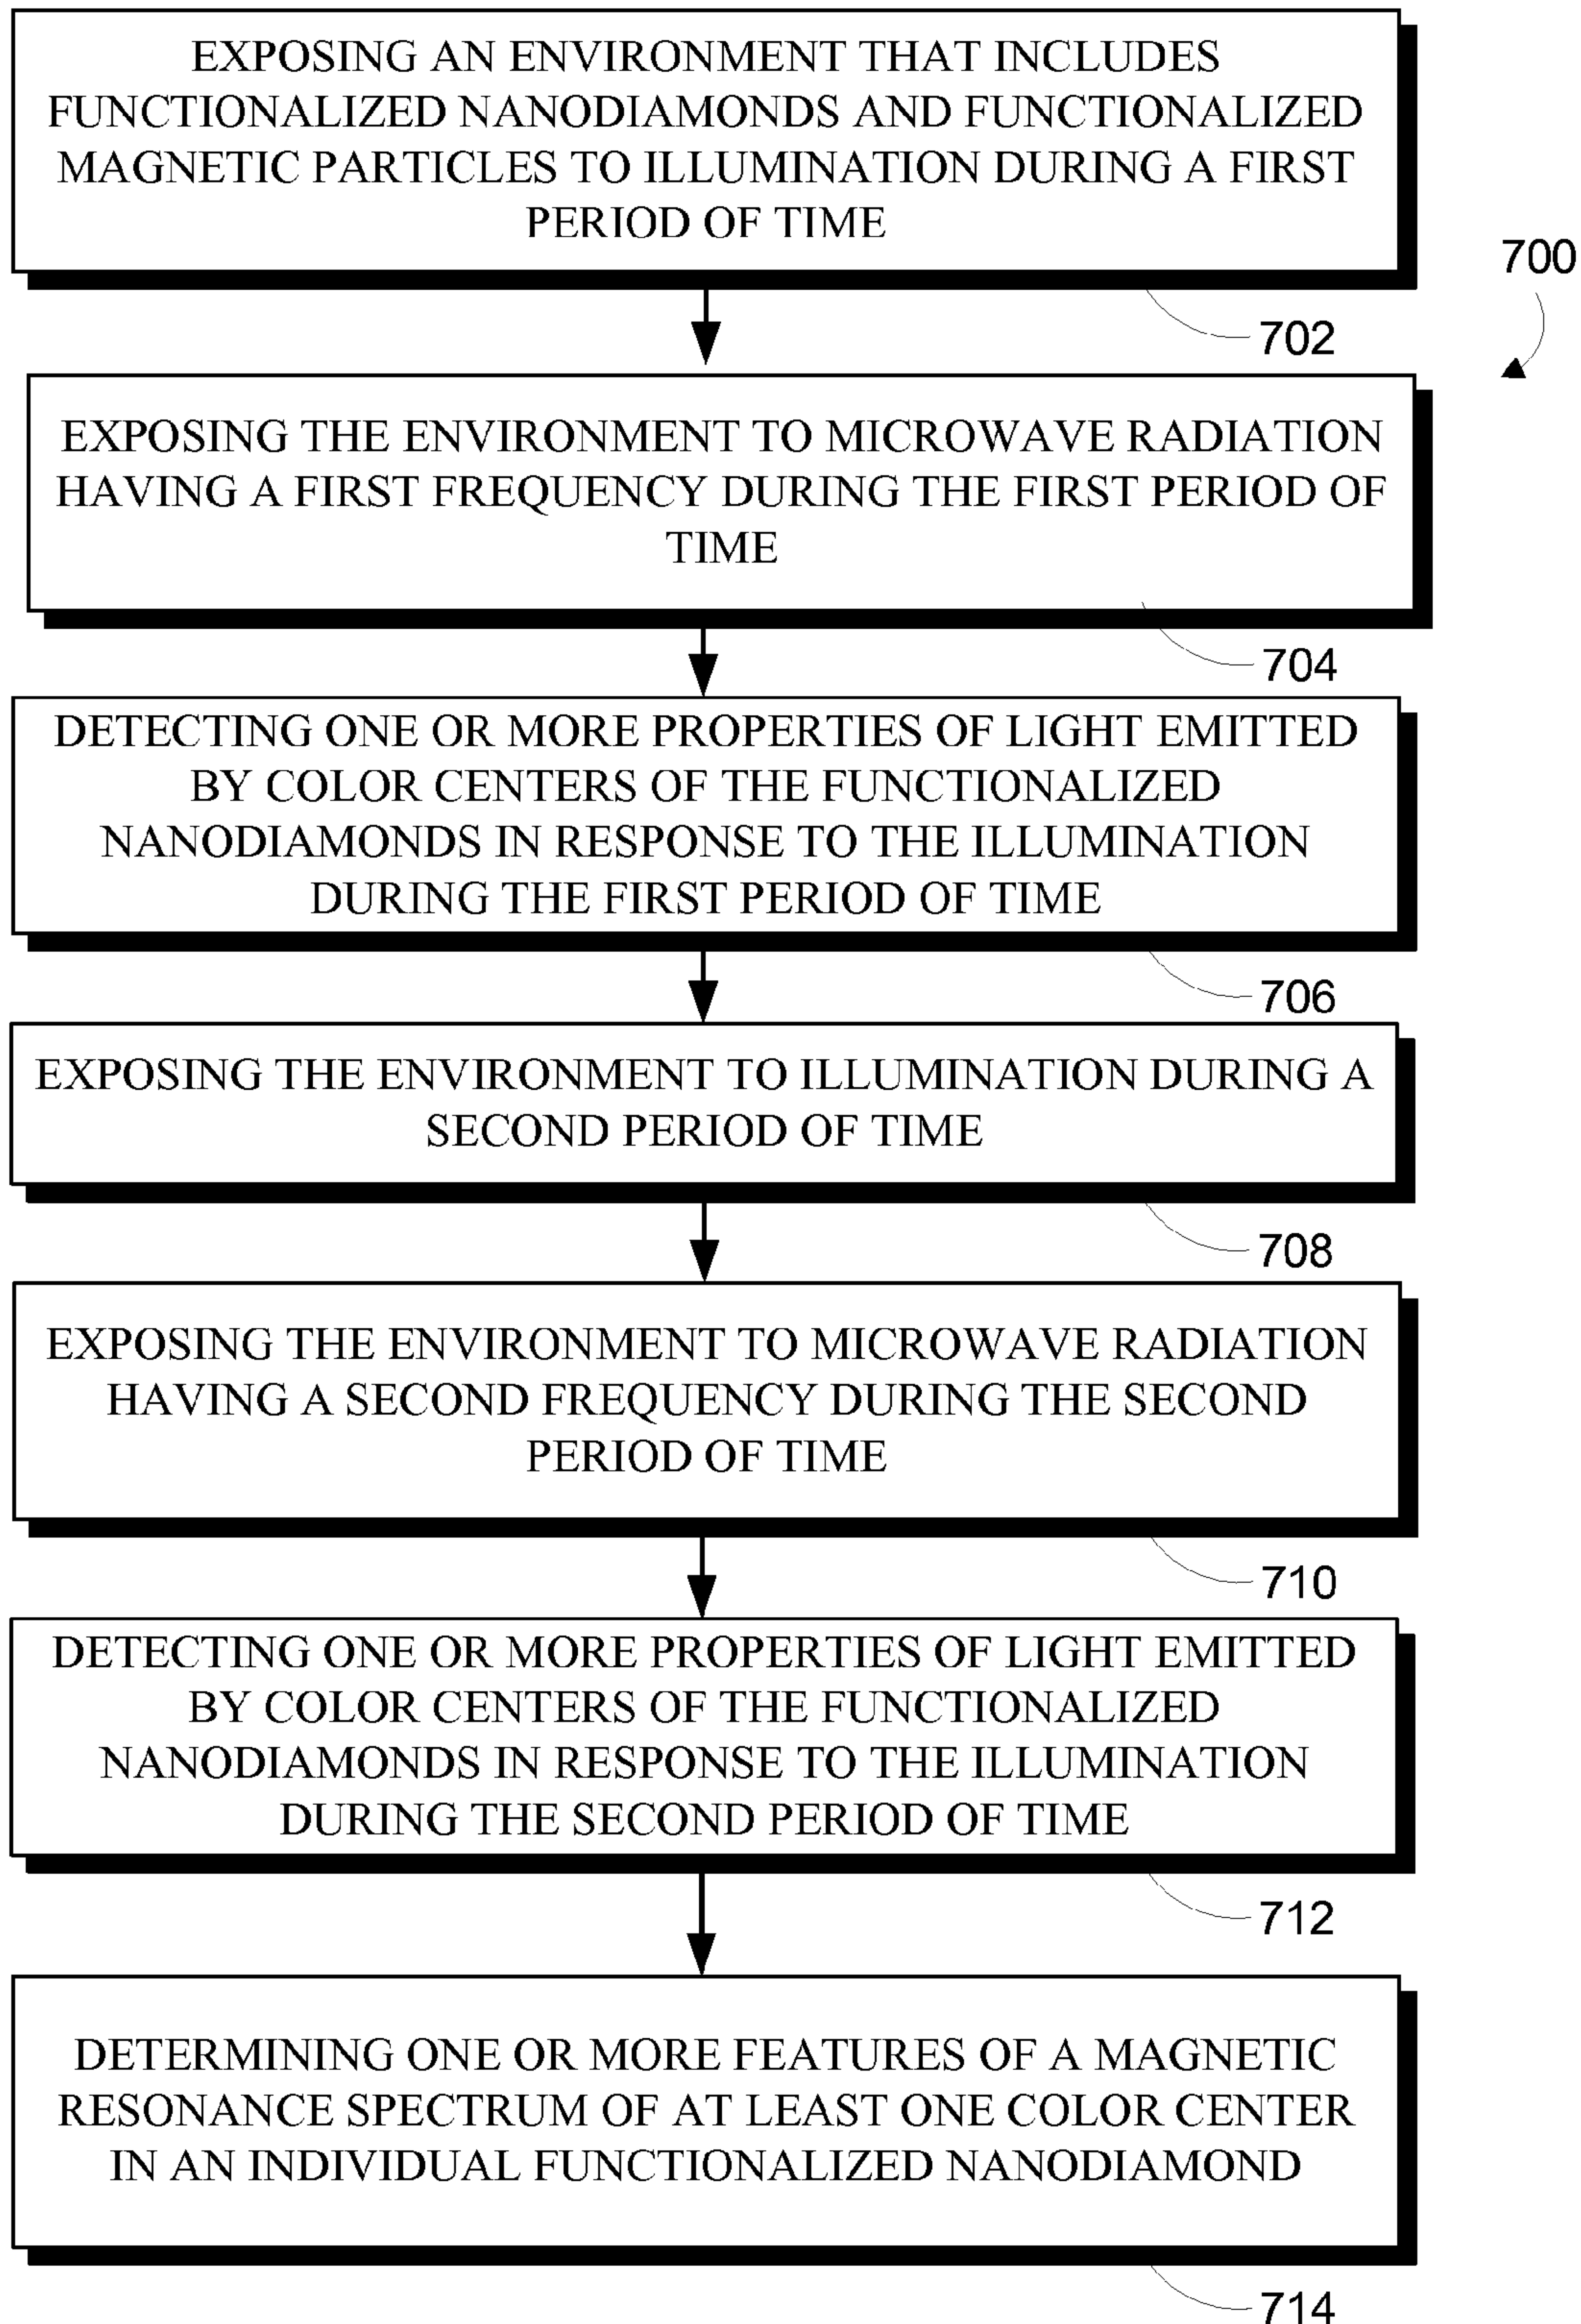 EXPOSING AN ENVIRONMENT THAT INCLUDES
FUNCTIONALIZED NANODIAMONDS AND FUNCTIONALIZED
MAGNETIC PARTICLES TO ILLUMINATION DURING A FIRST
PERIOD OF TIME
700
702
EXPOSING THE ENVIRONMENT TO MICROWAVE RADIATION
HAVING A FIRST FREQUENCY DURING THE FIRST PERIOD OF
TIME
704
DETECTING ONE OR MORE PROPERTIES OF LIGHT EMITTED
BY COLOR CENTERS OF THE FUNCTIONALIZED
NANODIAMONDS IN RESPONSE TO THE ILLUMINATION
DURING THE FIRST PERIOD OF TIME
706
EXPOSING THE ENVIRONMENT TO ILLUMINATION DURING A
SECOND PERIOD OF TIME
708
EXPOSING THE ENVIRONMENT TO MICROWAVE RADIATION
HAVING A SECOND FREQUENCY DURING THE SECOND
PERIOD OF TIME
710
DETECTING ONE OR MORE PROPERTIES OF LIGHT EMITTED
BY COLOR CENTERS OF THE FUNCTIONALIZED
NANODIAMONDS IN RESPONSE TO THE ILLUMINATION
DURING THE SECOND PERIOD OF TIME
712
DETERMINING ONE OR MORE FEATURES OF A MAGNETIC
RESONANCE SPECTRUM OF AT LEAST ONE COLOR CENTER
IN AN INDIVIDUAL FUNCTIONALIZED NANODIAMOND
714